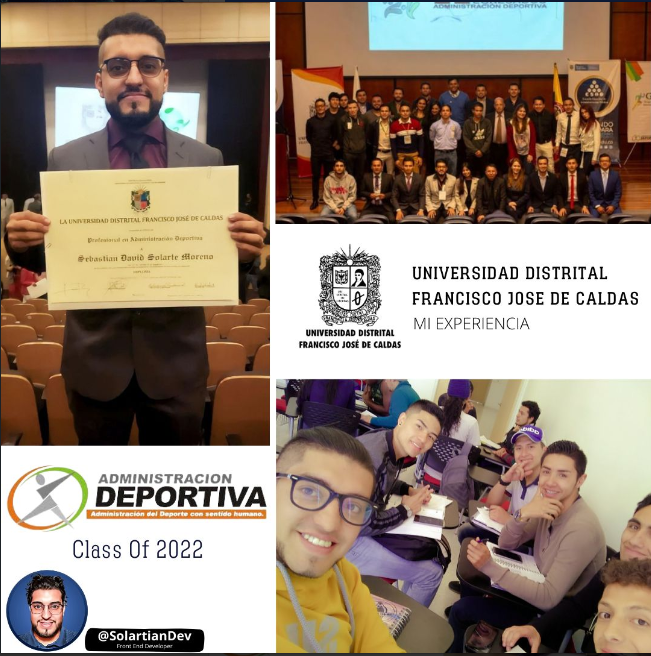 ADMINISTRACIÓN DEPORTIVA
LA UNIVERSIDAD DISTRITAL FRANCISCO JOSÉ DE CALDAS
Profesional en Administración Deportiva
Sebastian David Solarte Moreno
UNIVERSIDAD DISTRITAL
FRANCISCO JOSÉ DE CALDAS
UNIVERSIDAD DISTRITAL
FRANCISCO JOSE DE CALDAS
MI EXPERIENCIA
ADMINISTRACION
DEPORTIVA
Administración del Deporte con sentido humano.
Class Of 2022
@SolartianDev
Front End Developer